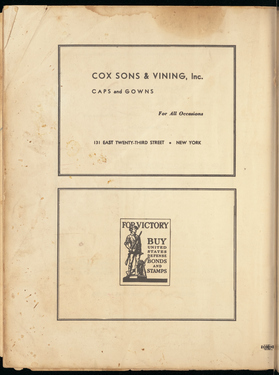 COX SONS & VINING, Inc.
CAPS and GOWNS
For All Occasions
131 EAST TWENTY-THIRD STREET • NEW YORK
FOR VICTORY
BUY
UNITED
STATES
DEFENSE
BONDS
AND
STAMPS